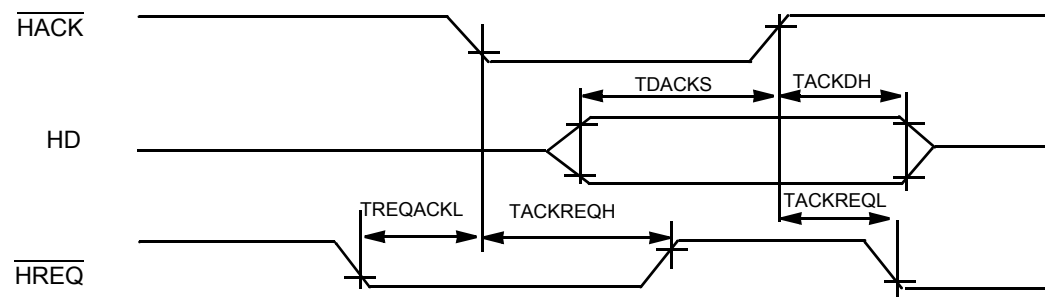 HACK
TDACKS
TACKDH
HD
TREQACKL
TACKREQH
TACKREQL
HREQ